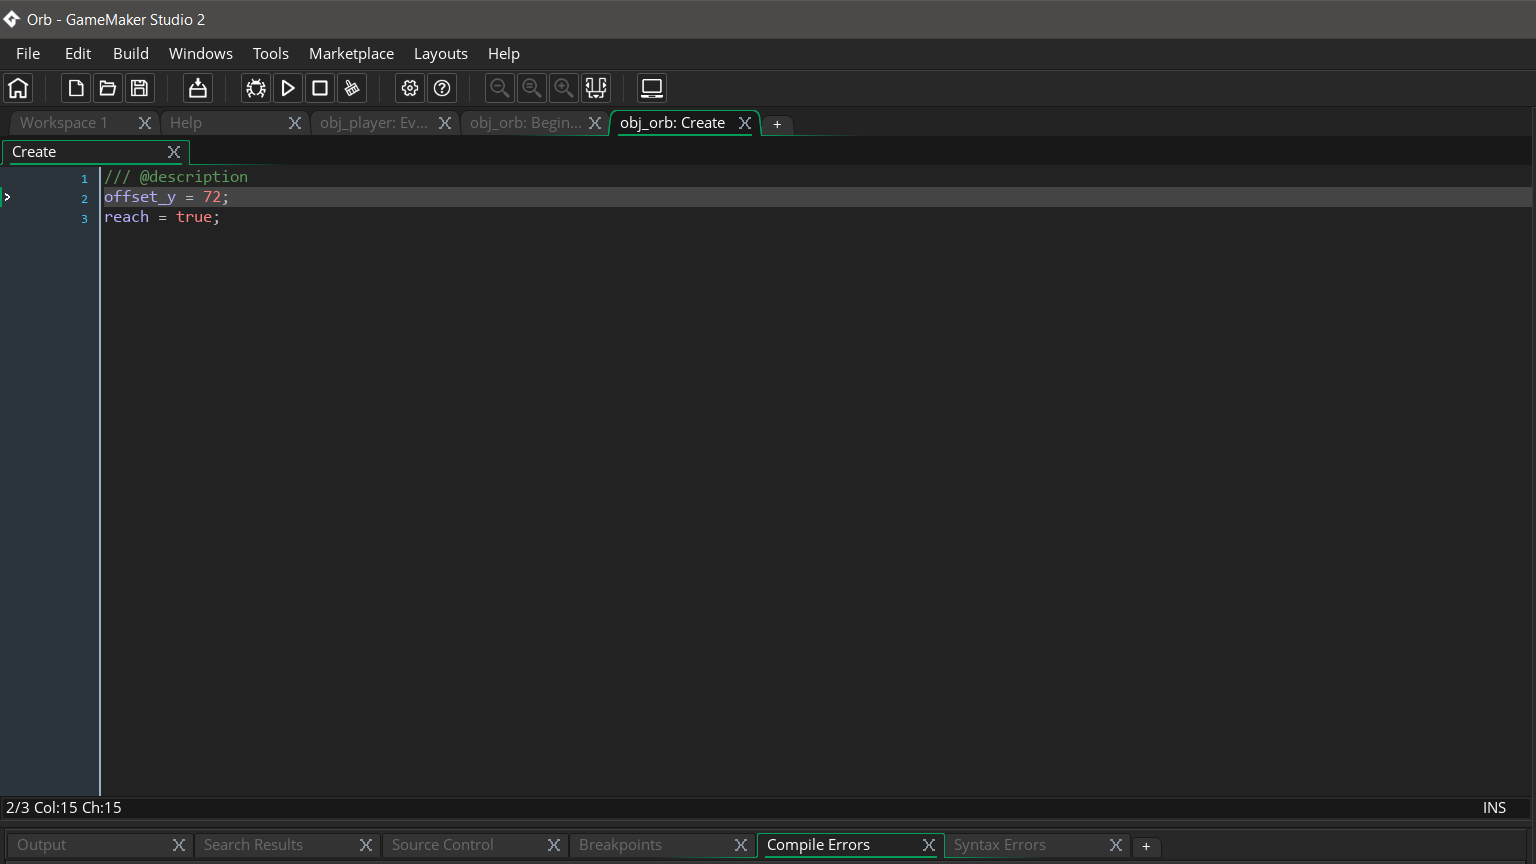 Orb - GameMaker Studio 2
File Edit Build Windows Tools Marketplace Layouts Help
Workspace 1 Help obj_player: Ev... obj_orb: Begin... obj_orb: Create +
Create
1 /// @description
2 offset_y = 72;
3 reach = true;
2/3 Col:15 Ch:15 INS
Output Search Results Source Control Breakpoints Compile Errors Syntax Errors +